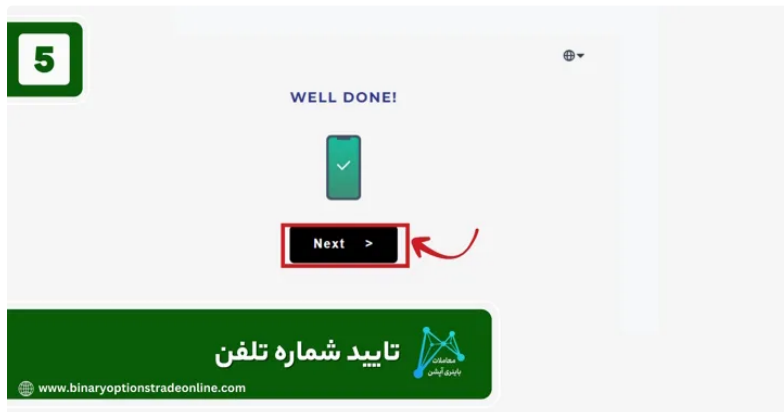 5
WELL DONE!
Next >
تایید شماره تلفن
معاملات
باینری آپشن
www.binaryoptionstradeonline.com